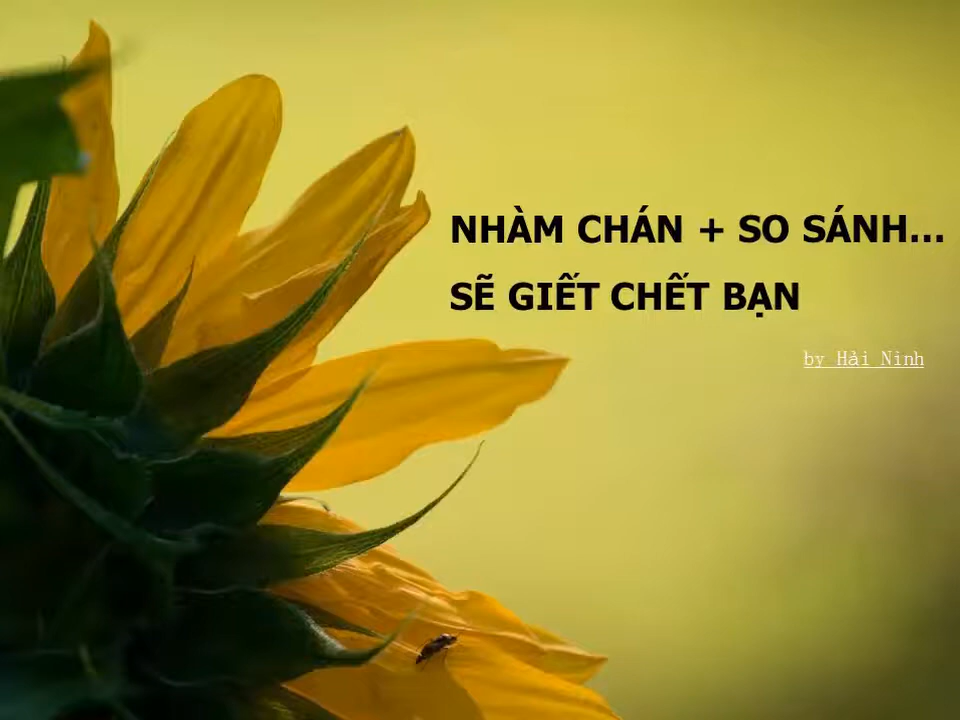 NHÀM CHÁN + SO SÁNH...
SẼ GIẾT CHẾT BẠN
by Hải Ninh